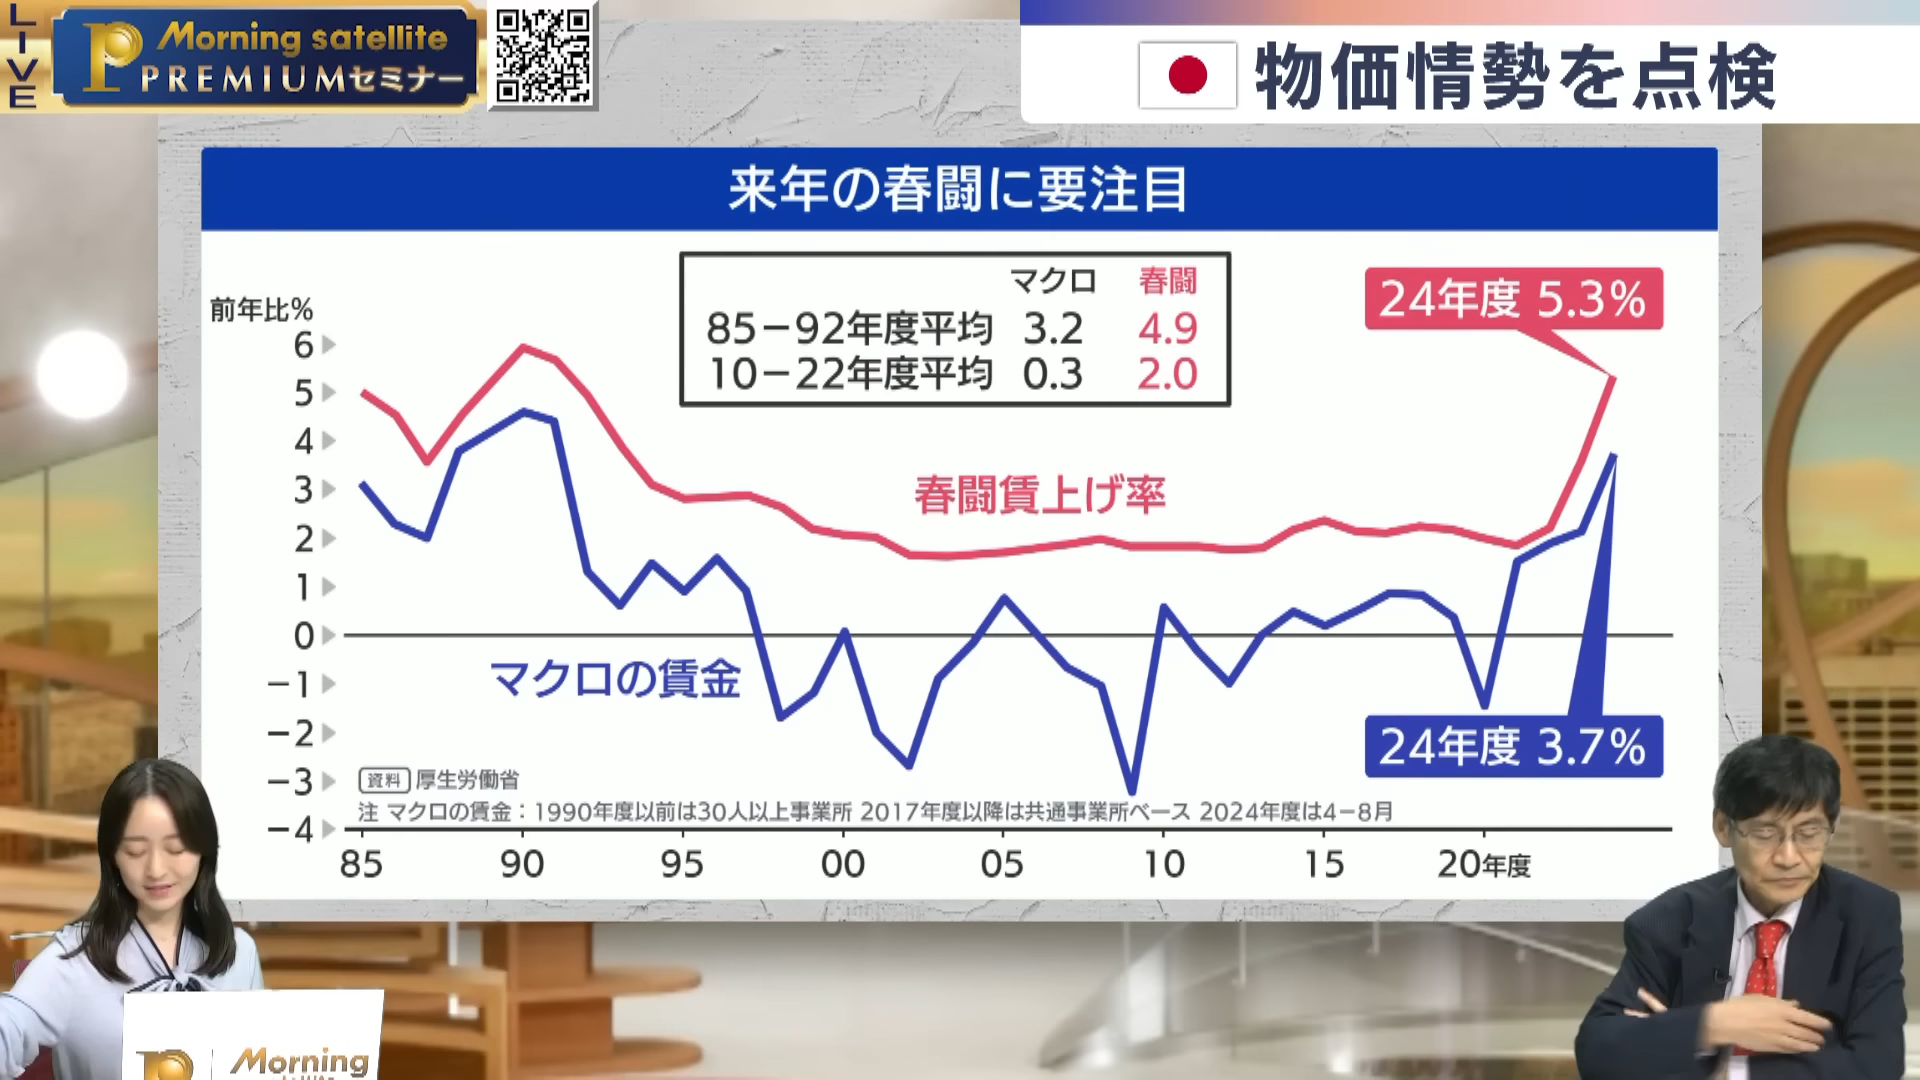 LIVE
Morning satellite
PREMIUMセミナー
物価情勢を点検
来年の春闘に要注目
マクロ 春闘
85－92年度平均 3.2 4.9
10－22年度平均 0.3 2.0
24年度 5.3%
前年比%
6
5
4
3
2
1
0
−1
−2
−3
−4
春闘賃上げ率
マクロの賃金
24年度 3.7%
資料 厚生労働省
注 マクロの賃金：1990年度以前は30人以上事業所 2017年度以降は共通事業所ベース 2024年度は4－8月
85 90 95 00 05 10 15 20年度
Morning